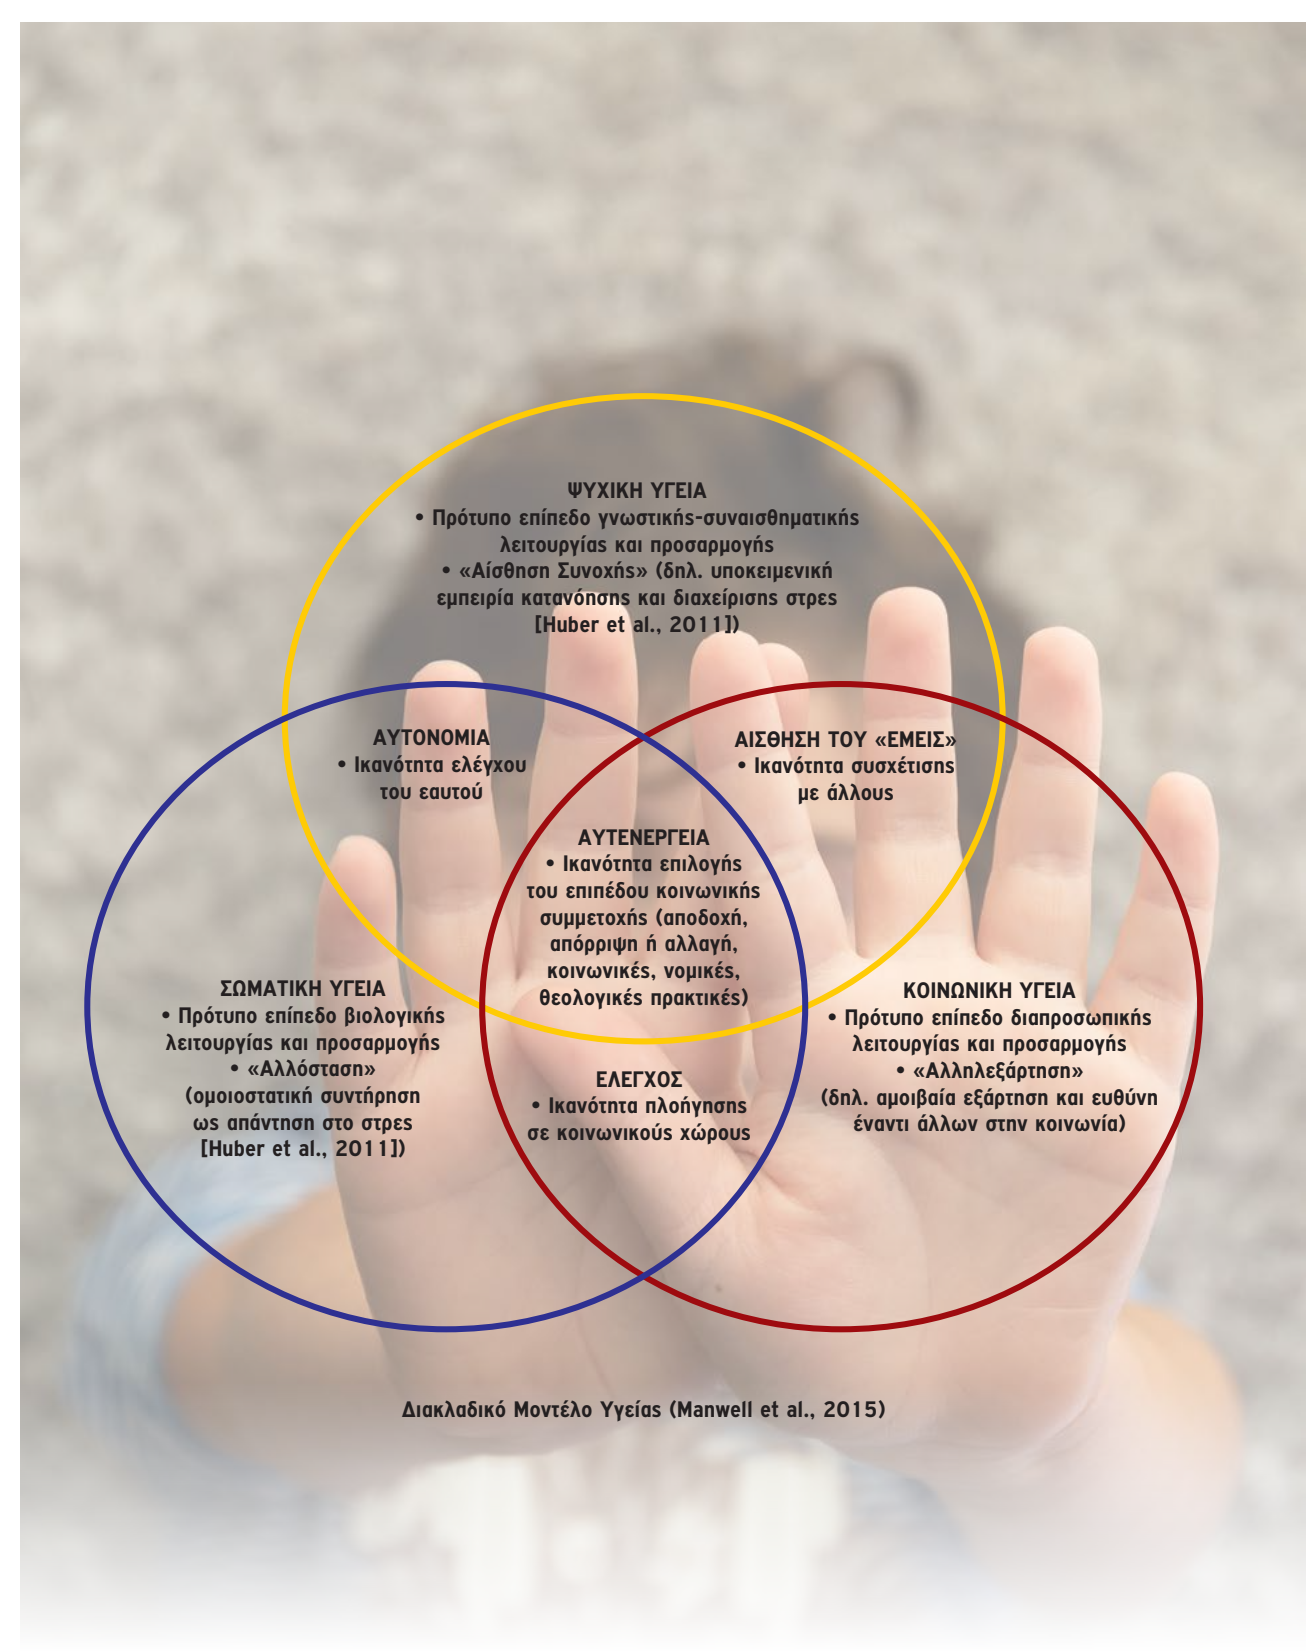 ΨΥΧΙΚΗ ΥΓΕΙΑ
• Πρότυπο επίπεδο γνωστικής-συναισθηματικής
λειτουργίας και προσαρμογής
• «Αίσθηση Συνοχής» (δηλ. υποκειμενική
εμπειρία κατανόησης και διαχείρισης στρες
[Huber et al., 2011])
ΑΥΤΟΝΟΜΙΑ
• Ικανότητα ελέγχου
του εαυτού
ΑΙΣΘΗΣΗ ΤΟΥ «ΕΜΕΙΣ»
• Ικανότητα συσχέτισης
με άλλους
ΑΥΤΕΝΕΡΓΕΙΑ
• Ικανότητα επιλογής
του επιπέδου κοινωνικής
συμμετοχής (αποδοχή,
απόρριψη ή αλλαγή,
κοινωνικές, νομικές,
θεολογικές πρακτικές)
ΣΩΜΑΤΙΚΗ ΥΓΕΙΑ
• Πρότυπο επίπεδο βιολογικής
λειτουργίας και προσαρμογής
• «Αλλόσταση»
(ομοιοστατική συντήρηση
ως απάντηση στο στρες
[Huber et al., 2011])
ΚΟΙΝΩΝΙΚΗ ΥΓΕΙΑ
• Πρότυπο επίπεδο διαπροσωπικής
λειτουργίας και προσαρμογής
• «Αλληλεξάρτηση»
(δηλ. αμοιβαία εξάρτηση και ευθύνη
έναντι άλλων στην κοινωνία)
ΕΛΕΓΧΟΣ
• Ικανότητα πλοήγησης
σε κοινωνικούς χώρους
Διακλαδικό Μοντέλο Υγείας (Manwell et al., 2015)